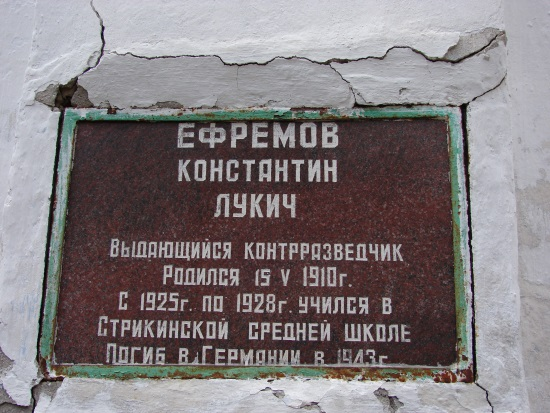 ЕФРЕМОВ
КОНСТАНТИН
ЛУКИЧ
ВЫДАЮЩИЙСЯ КОНТРРАЗВЕДЧИК
РОДИЛСЯ 15 V 1910г.
С 1925г. ПО 1928г. УЧИЛСЯ В
СТРИКИНСКОЙ СРЕДНЕЙ ШКОЛЕ
ПОГИБ В ГЕРМАНИИ В 1943г